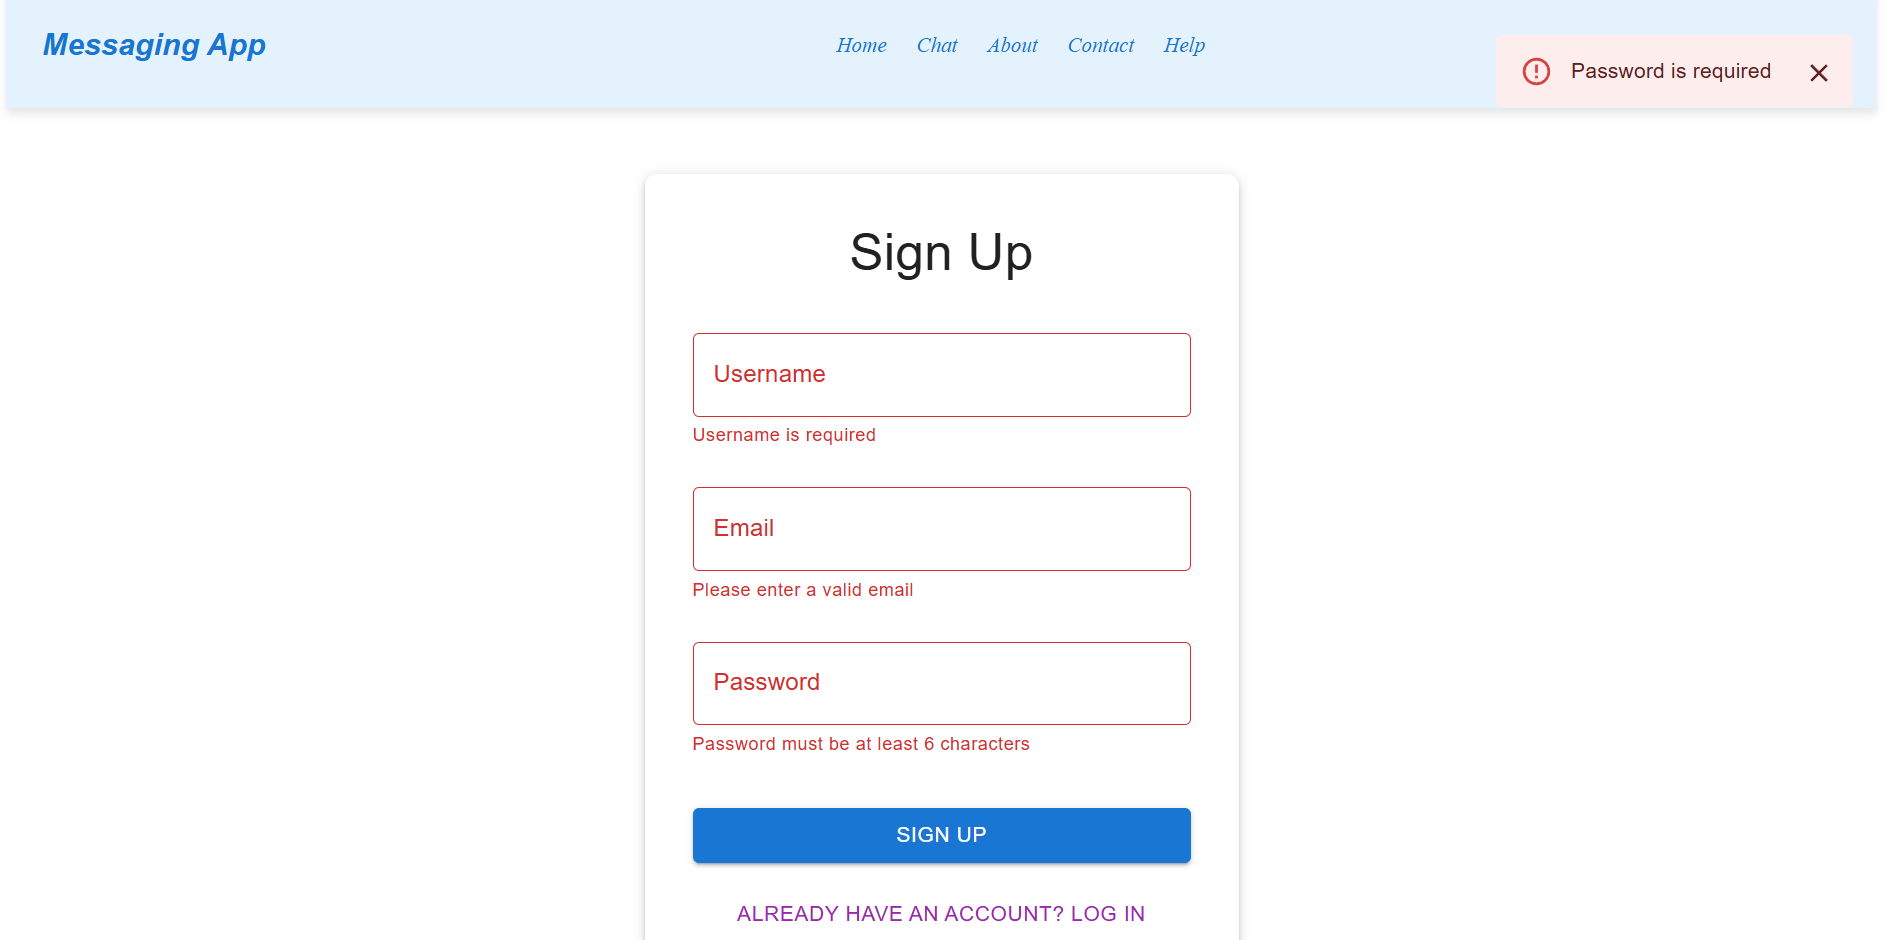 Messaging App
Home Chat About Contact Help
Password is required
Sign Up
Username
Username is required
Email
Please enter a valid email
Password
Password must be at least 6 characters
SIGN UP
ALREADY HAVE AN ACCOUNT? LOG IN